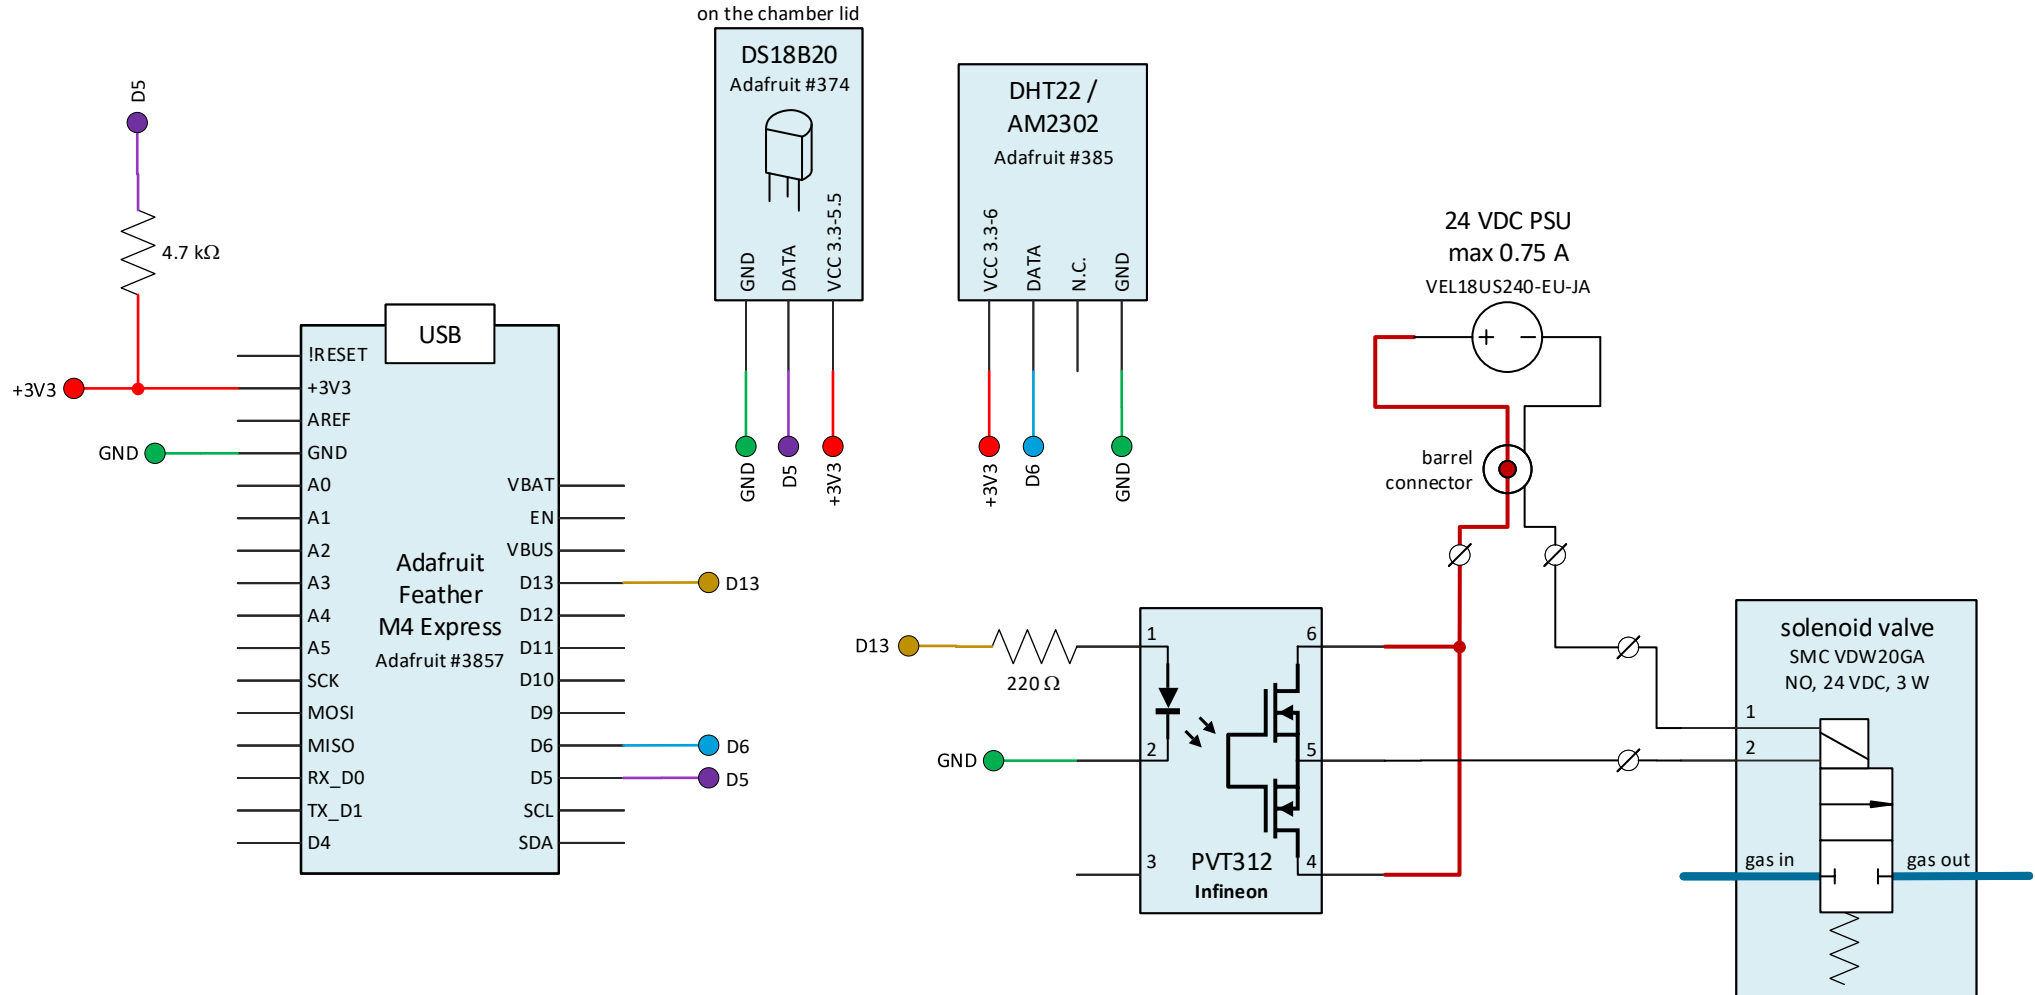 on the chamber lid
DS18B20
Adafruit #374
GND
DATA
VCC 3.3-5.5
GND
D5
+3V3
DHT22 /
AM2302
Adafruit #385
VCC 3.3-6
DATA
N.C.
GND
+3V3
D6
GND
D5
4.7 kΩ
+3V3
GND
USB
!RESET
+3V3
AREF
GND
A0
A1
A2
A3
A4
A5
SCK
MOSI
MISO
RX_D0
TX_D1
D4
Adafruit
Feather
M4 Express
Adafruit #3857
VBAT
EN
VBUS
D13
D12
D11
D10
D9
D6
D5
SCL
SDA
D13
D6
D5
24 VDC PSU
max 0.75 A
VEL18US240-EU-JA
+
−
barrel
connector
D13
220 Ω
GND
1
2
3
6
5
4
PVT312
Infineon
solenoid valve
SMC VDW20GA
NO, 24 VDC, 3 W
1
2
gas in
gas out